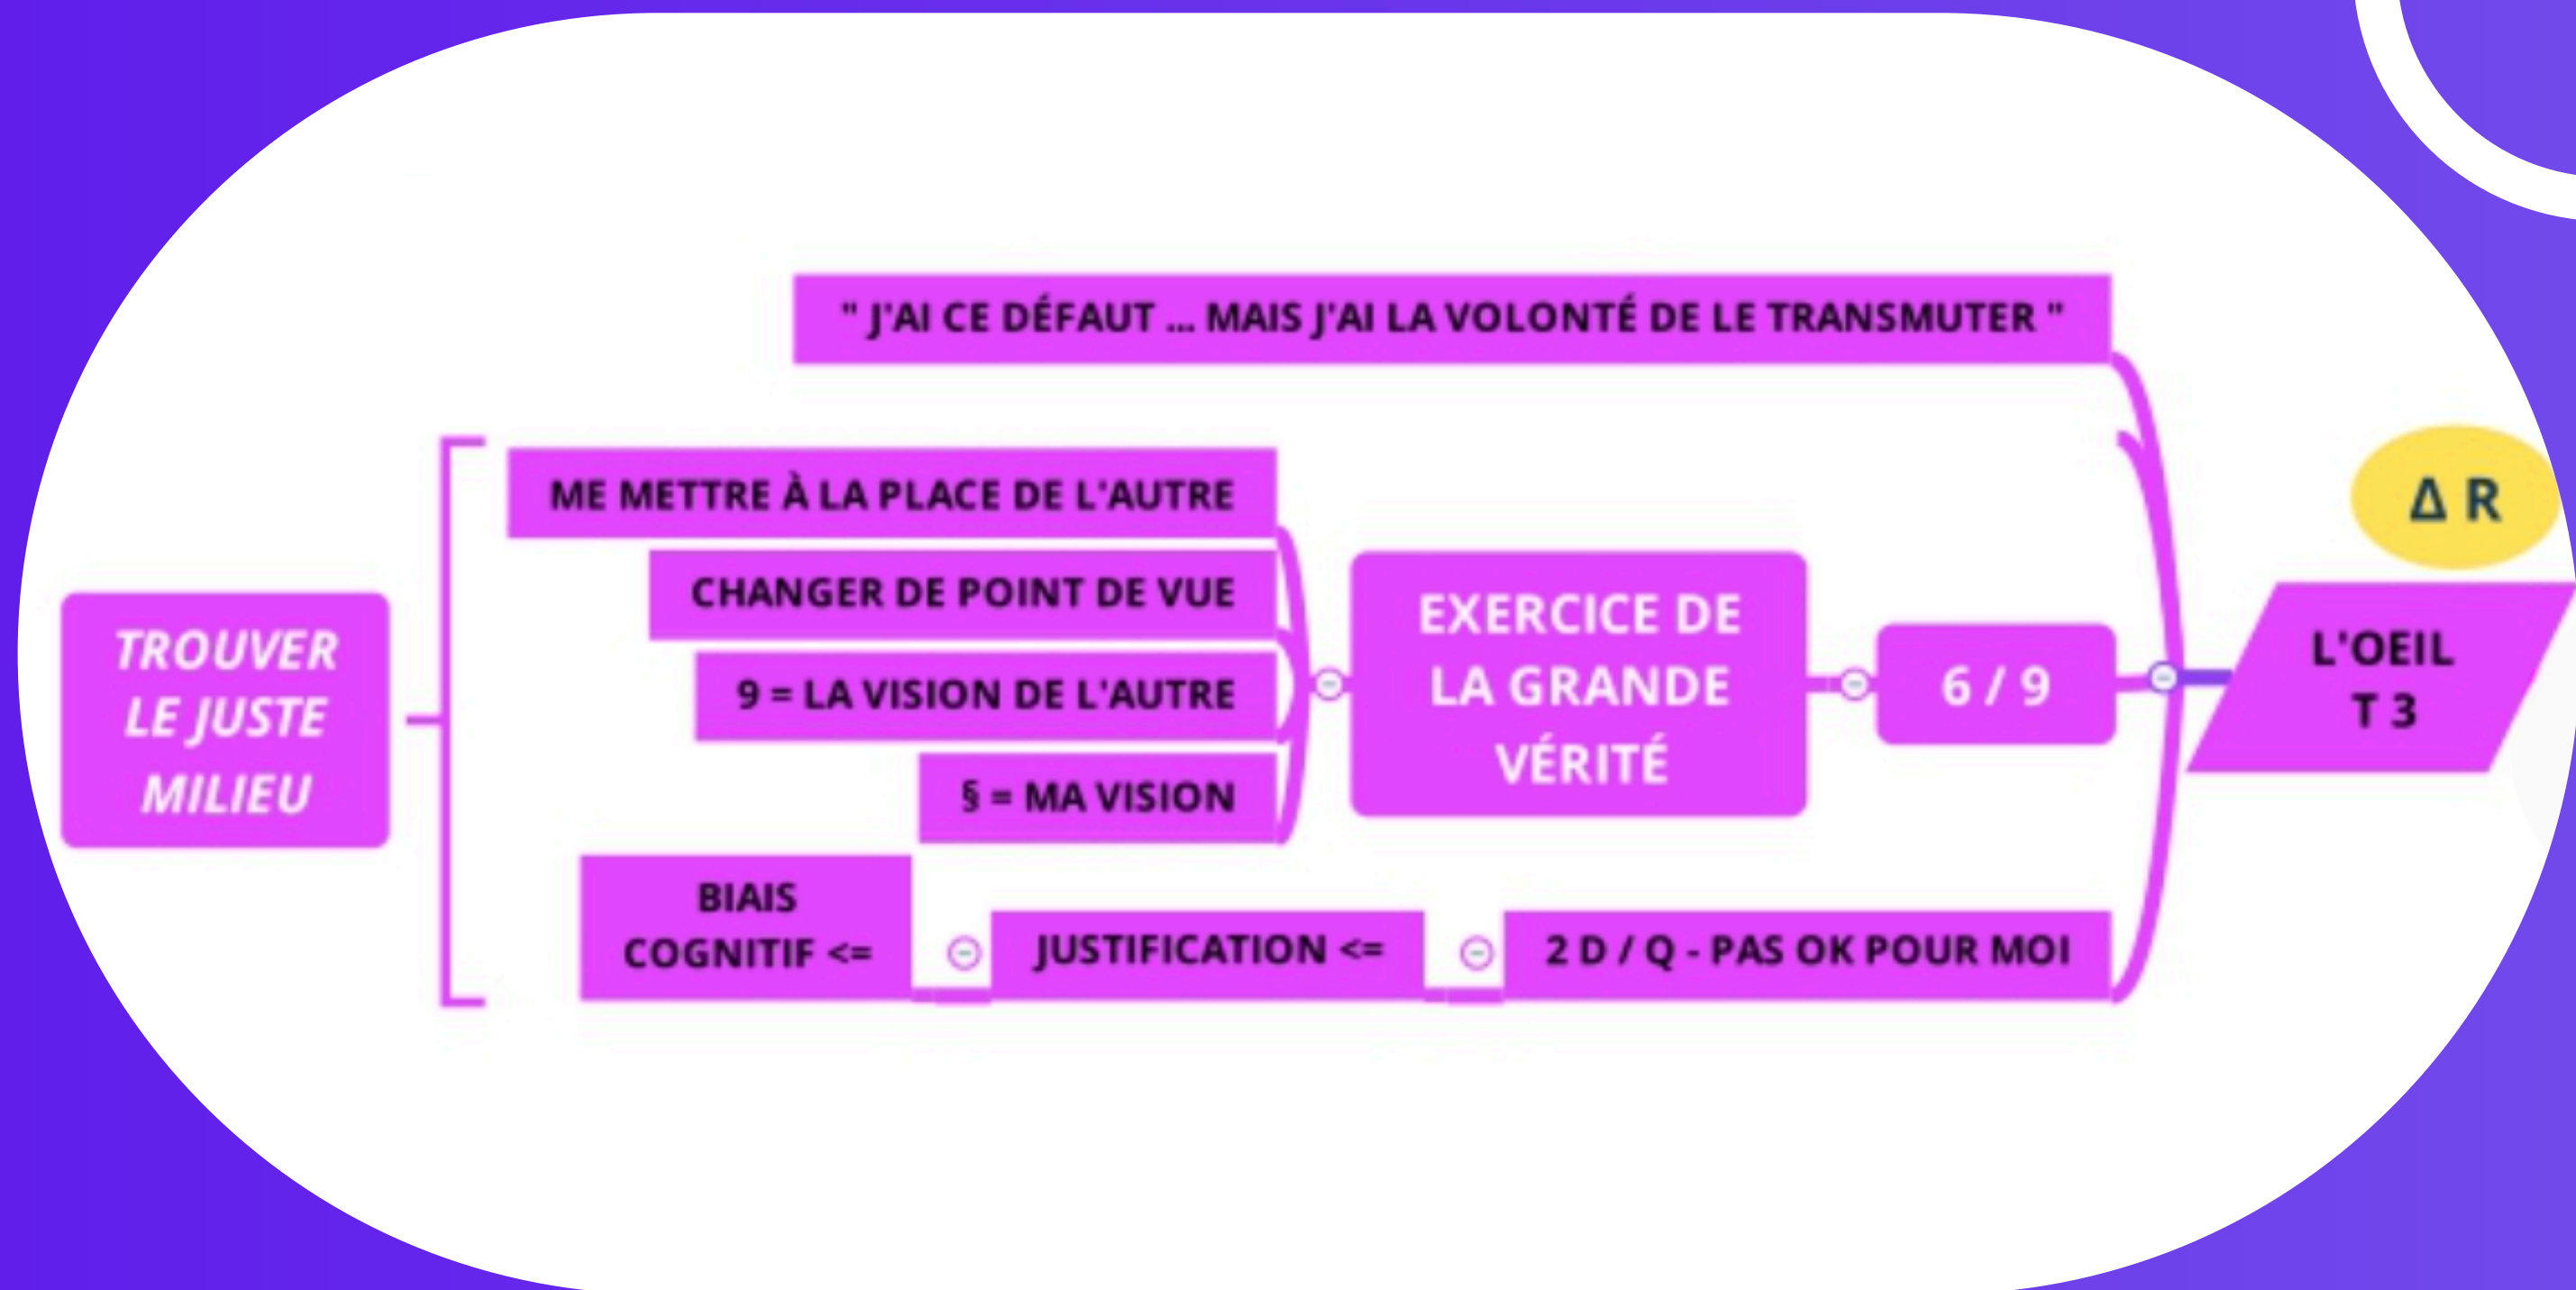 " J'AI CE DÉFAUT ... MAIS J'AI LA VOLONTÉ DE LE TRANSMUTER "
ME METTRE À LA PLACE DE L'AUTRE
CHANGER DE POINT DE VUE
9 = LA VISION DE L'AUTRE
§ = MA VISION
TROUVER
LE JUSTE
MILIEU
EXERCICE DE
LA GRANDE
VÉRITÉ
6 / 9
Δ R
L'OEIL
T 3
BIAIS
COGNITIF <=
JUSTIFICATION <=
2 D / Q - PAS OK POUR MOI